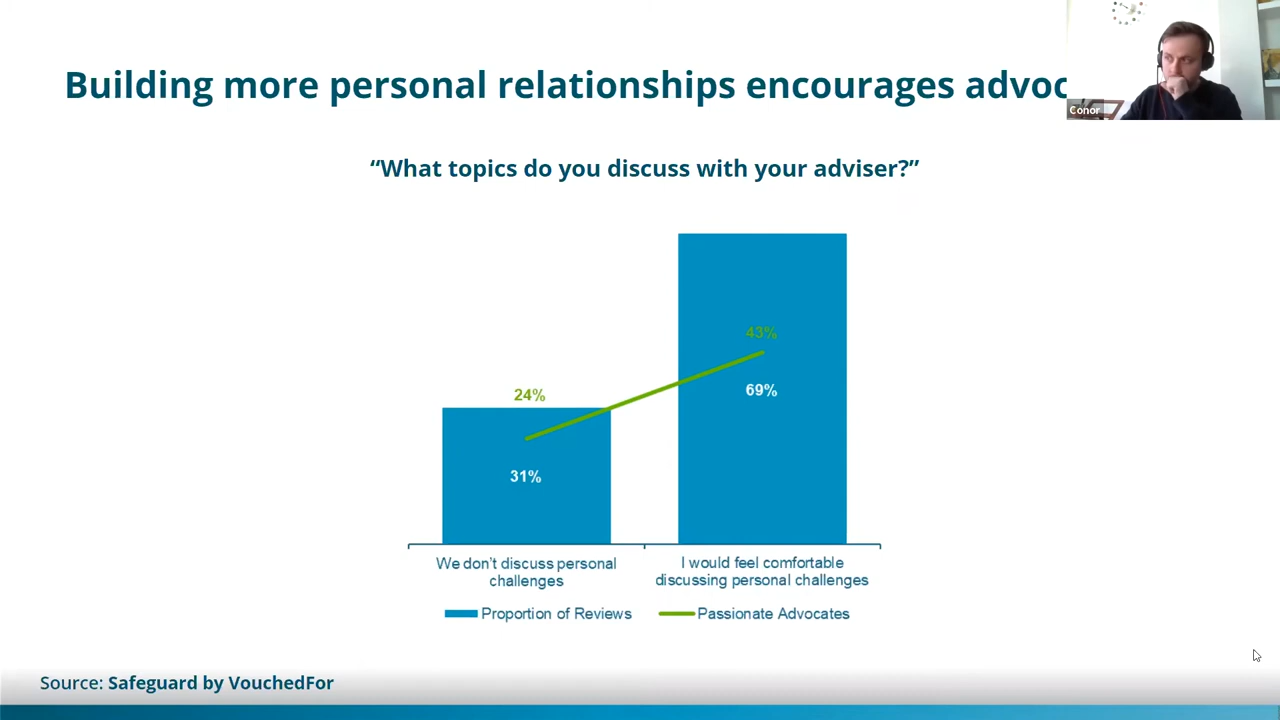 Building more personal relationships encourages advoc
Conor
“What topics do you discuss with your adviser?”
43%
24%
69%
31%
We don’t discuss personal
challenges
I would feel comfortable
discussing personal challenges
Proportion of Reviews
Passionate Advocates
Source: Safeguard by VouchedFor